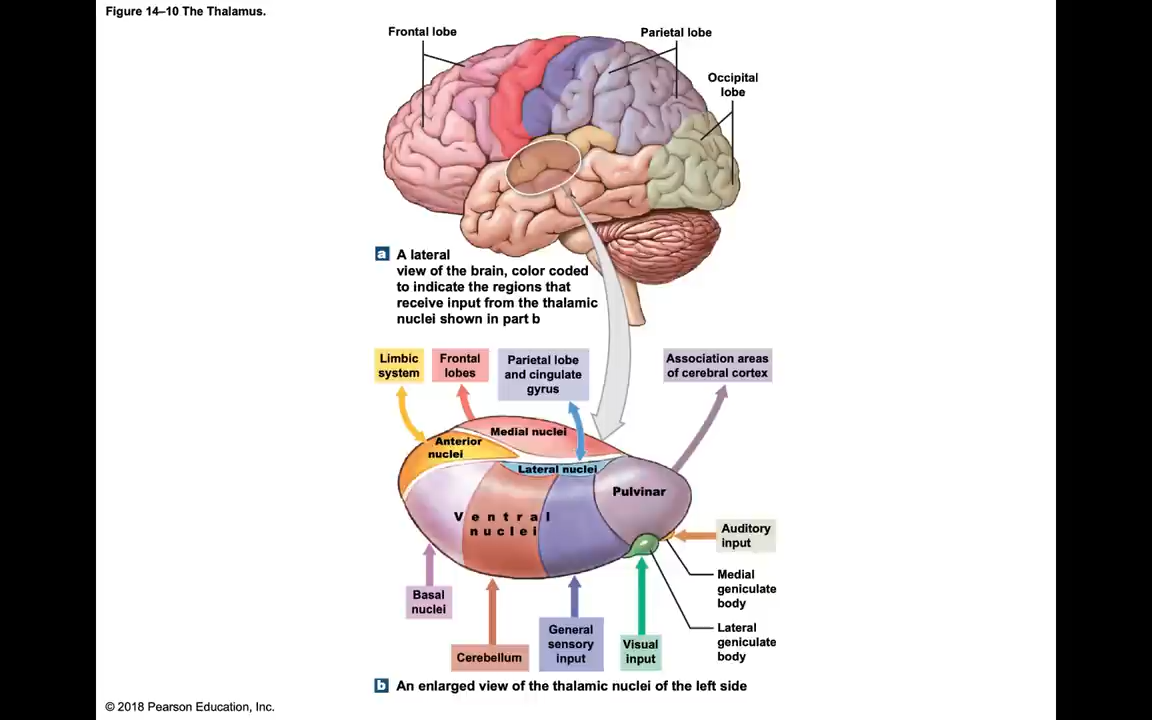 Figure 14–10 The Thalamus.
Frontal lobe
Parietal lobe
Occipital
lobe
a A lateral
view of the brain, color coded
to indicate the regions that
receive input from the thalamic
nuclei shown in part b
Limbic
system
Frontal
lobes
Parietal lobe
and cingulate
gyrus
Association areas
of cerebral cortex
Medial nuclei
Anterior
nuclei
Lateral nuclei
Pulvinar
Ventral
nuclei
Auditory
input
Medial
geniculate
body
Lateral
geniculate
body
Basal
nuclei
Cerebellum
General
sensory
input
Visual
input
b An enlarged view of the thalamic nuclei of the left side
© 2018 Pearson Education, Inc.